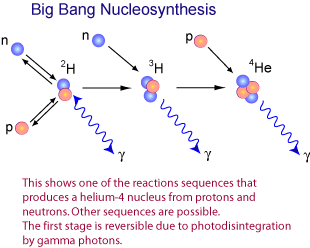 Big Bang Nucleosynthesis
n
n
p
²H
³H
⁴He
p
γ
γ
γ
This shows one of the reactions sequences that
produces a helium-4 nucleus from protons and
neutrons. Other sequences are possible.
The first stage is reversible due to photodisintegration
by gamma photons.